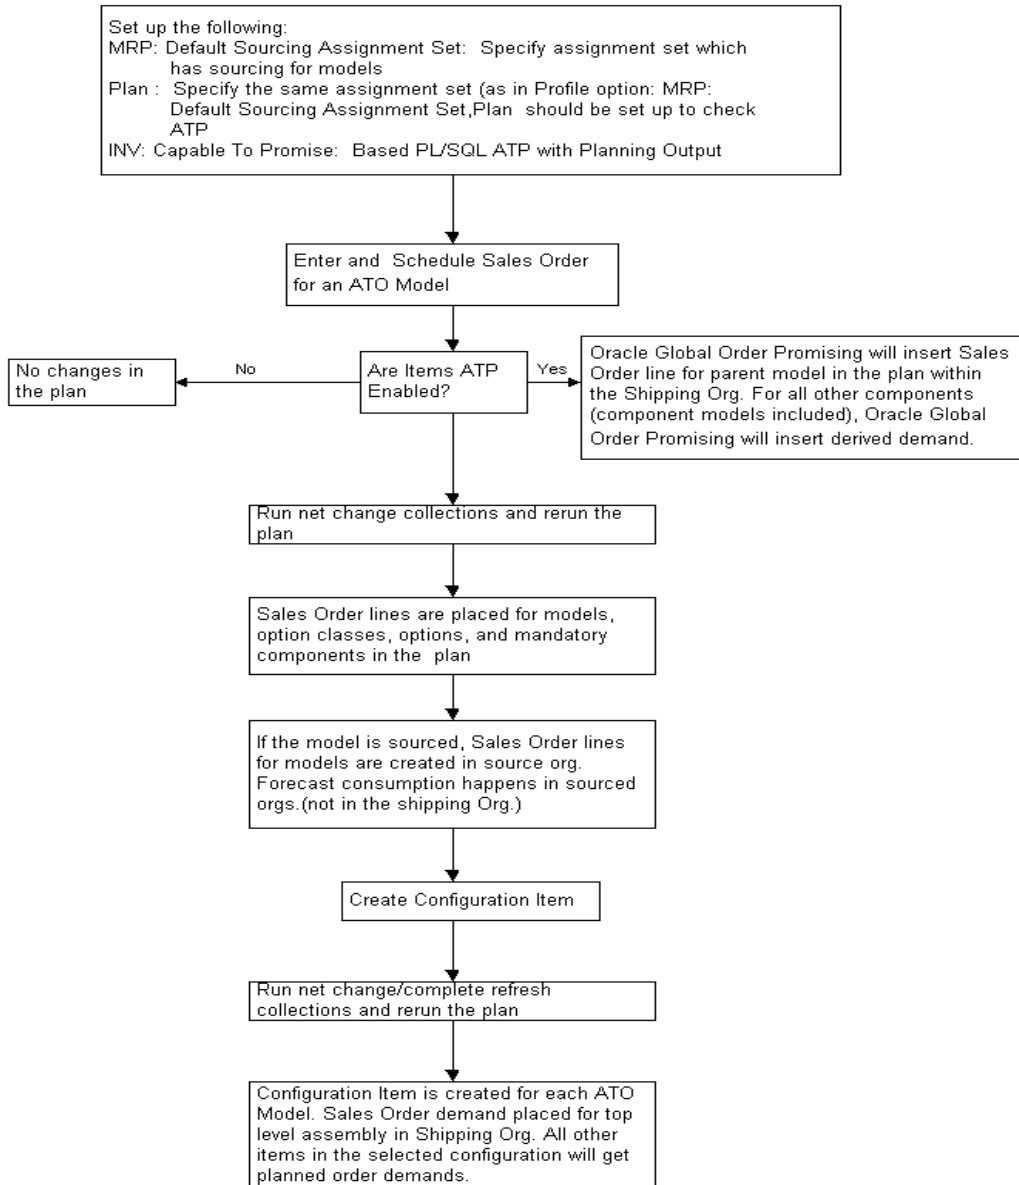 Set up the following:
MRP: Default Sourcing Assignment Set:  Specify assignment set which
has sourcing for models
Plan :  Specify the same assignment set (as in Profile option: MRP:
Default Sourcing Assignment Set,Plan  should be set up to check
ATP
INV: Capable To Promise:  Based PL/SQL ATP with Planning Output
Enter and  Schedule Sales Order
for an ATO Model
Are Items ATP
Enabled?
No
No changes in
the plan
Yes
Oracle Global Order Promising will insert Sales
Order line for parent model in the plan within
the Shipping Org. For all other components
(component models included), Oracle Global
Order Promising will insert derived demand.
Run net change collections and rerun the
plan
Sales Order lines are placed for models,
option classes, options, and mandatory
components in the  plan
If the model is sourced, Sales Order lines
for models are created in source org.
Forecast consumption happens in sourced
orgs.(not in the shipping Org.)
Create Configuration Item
Run net change/complete refresh
collections and rerun the plan
Configuration Item is created for each ATO
Model. Sales Order demand placed for top
level assembly in Shipping Org. All other
items in the selected configuration will get
planned order demands.